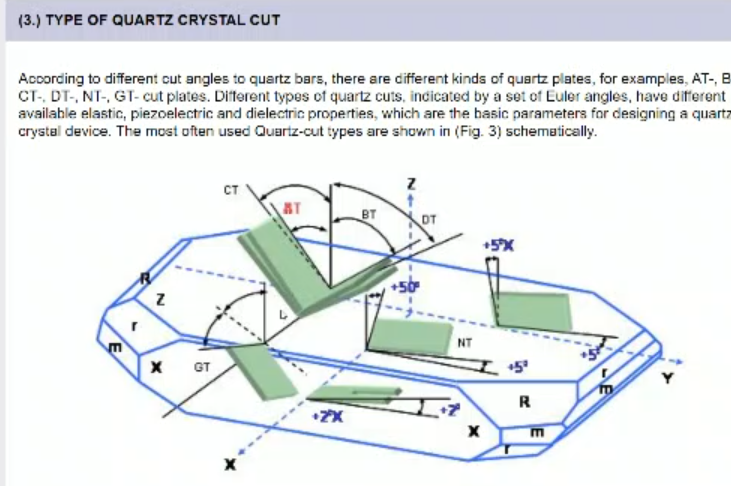 (3.) TYPE OF QUARTZ CRYSTAL CUT
According to different cut angles to quartz bars, there are different kinds of quartz plates, for examples, AT-, B
CT-, DT-, NT-, GT- cut plates. Different types of quartz cuts, indicated by a set of Euler angles, have different
available elastic, piezoelectric and dielectric properties, which are the basic parameters for designing a quartz
crystal device. The most often used Quartz-cut types are shown in (Fig. 3) schematically.
CT
AT
BT
Z
DT
+5°X
R
Z
+50°
r
m
X
GT
NT
+5°
+5°
Y
r
m
R
+2°X
+2°
X
m
r
X